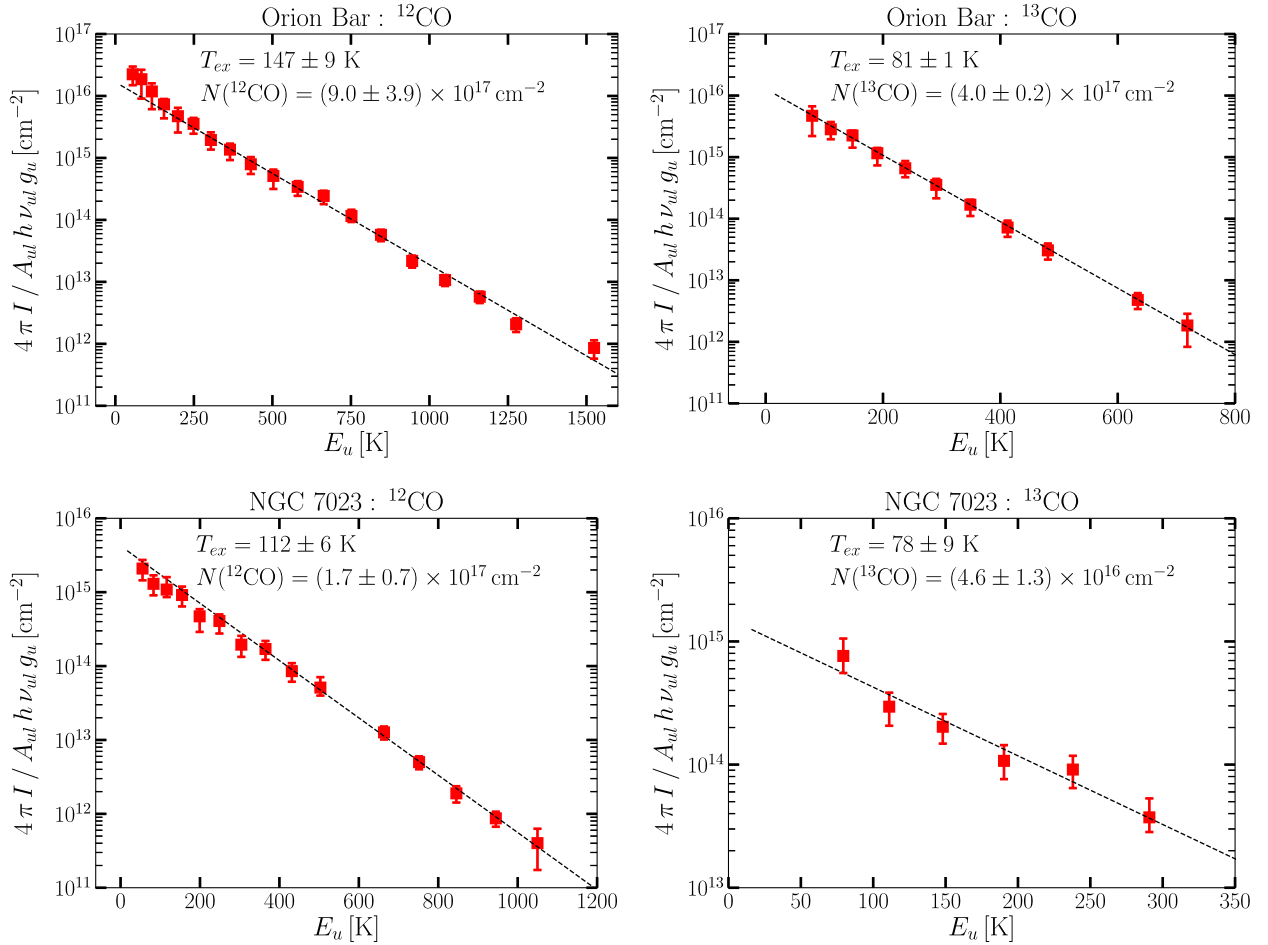 Orion Bar : ¹²CO
T_ex = 147 ± 9 K
N(¹²CO) = (9.0 ± 3.9) × 10¹⁷ cm⁻²
4 π I / A_ul h ν_ul g_u [cm⁻²]
10¹⁷
10¹⁶
10¹⁵
10¹⁴
10¹³
10¹²
10¹¹
0 250 500 750 1000 1250 1500
E_u [K]
Orion Bar : ¹³CO
T_ex = 81 ± 1 K
N(¹³CO) = (4.0 ± 0.2) × 10¹⁷ cm⁻²
4 π I / A_ul h ν_ul g_u [cm⁻²]
10¹⁷
10¹⁶
10¹⁵
10¹⁴
10¹³
10¹²
10¹¹
0 200 400 600 800
E_u [K]
NGC 7023 : ¹²CO
T_ex = 112 ± 6 K
N(¹²CO) = (1.7 ± 0.7) × 10¹⁷ cm⁻²
4 π I / A_ul h ν_ul g_u [cm⁻²]
10¹⁶
10¹⁵
10¹⁴
10¹³
10¹²
10¹¹
0 200 400 600 800 1000 1200
E_u [K]
NGC 7023 : ¹³CO
T_ex = 78 ± 9 K
N(¹³CO) = (4.6 ± 1.3) × 10¹⁶ cm⁻²
4 π I / A_ul h ν_ul g_u [cm⁻²]
10¹⁶
10¹⁵
10¹⁴
10¹³
0 50 100 150 200 250 300 350
E_u [K]